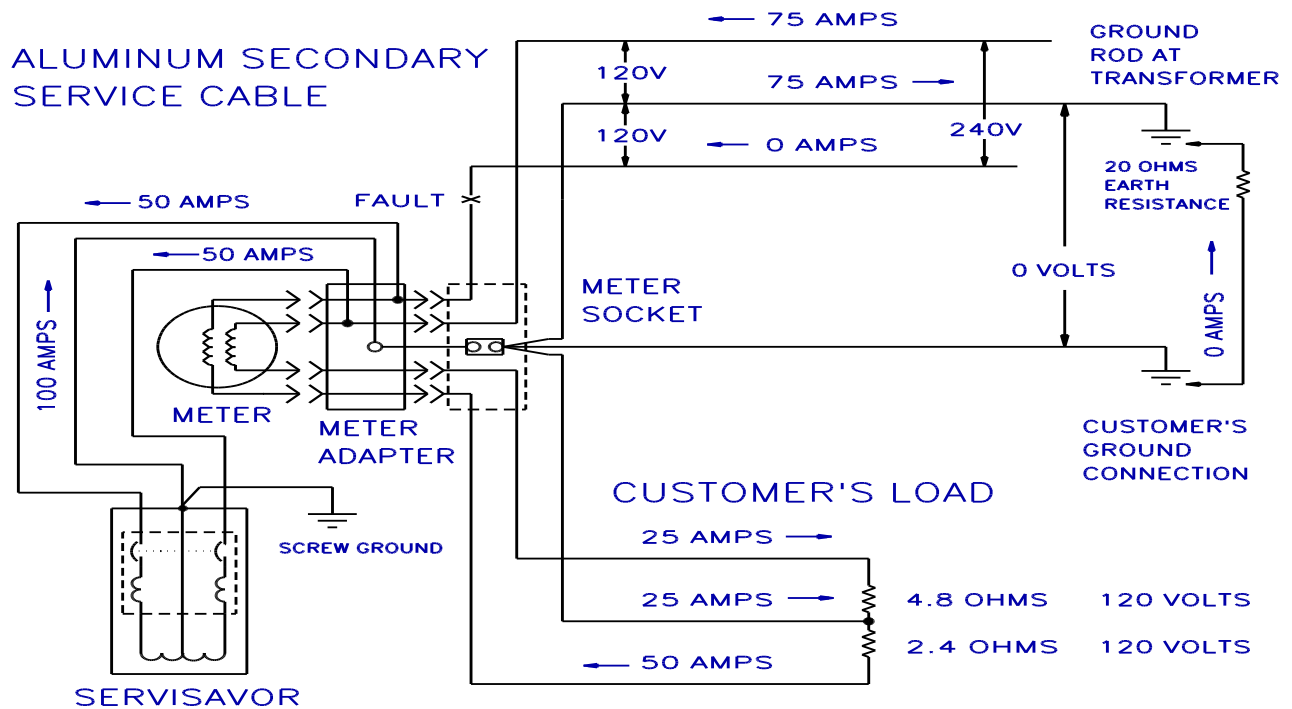 75 AMPS
ALUMINUM SECONDARY
SERVICE CABLE
120V
75 AMPS
GROUND
ROD AT
TRANSFORMER
120V
0 AMPS
240V
20 OHMS
EARTH
RESISTANCE
50 AMPS
FAULT
50 AMPS
0 VOLTS
METER
SOCKET
0 AMPS
100 AMPS
METER
METER
ADAPTER
CUSTOMER'S
GROUND
CONNECTION
CUSTOMER'S LOAD
SCREW GROUND
25 AMPS
25 AMPS
4.8 OHMS 120 VOLTS
2.4 OHMS 120 VOLTS
50 AMPS
SERVISAVOR